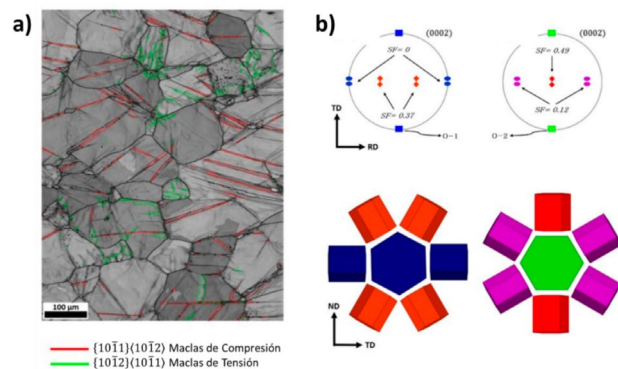 a)
b)
(0002)
(0002)
SF= 0
SF= 0.49
SF= 0.37
SF= 0.12
TD
RD
O-1
O-2
ND
TD
100 μm
{101̅1}⟨101̅2⟩ Maclas de Compresión
{101̅2}⟨101̅1⟩ Maclas de Tensión